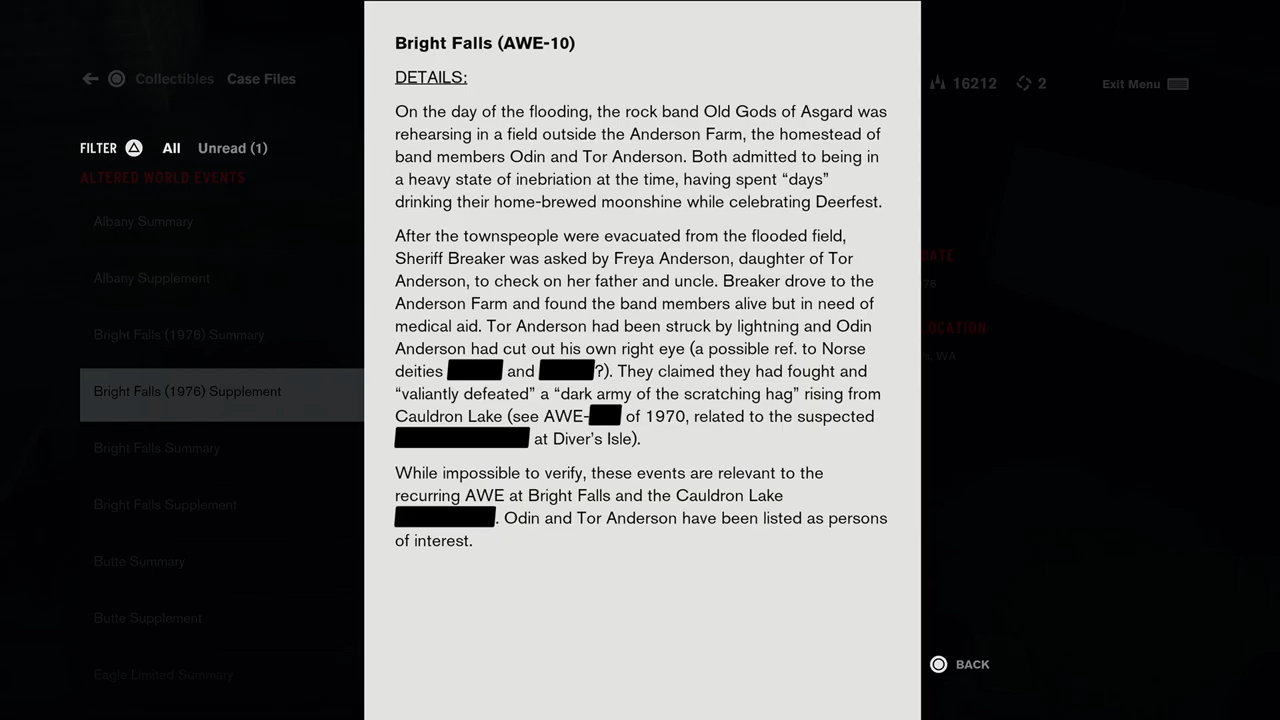 Bright Falls (AWE-10)
DETAILS:
On the day of the flooding, the rock band Old Gods of Asgard was
rehearsing in a field outside the Anderson Farm, the homestead of
band members Odin and Tor Anderson. Both admitted to being in
a heavy state of inebriation at the time, having spent “days”
drinking their home-brewed moonshine while celebrating Deerfest.
After the townspeople were evacuated from the flooded field,
Sheriff Breaker was asked by Freya Anderson, daughter of Tor
Anderson, to check on her father and uncle. Breaker drove to the
Anderson Farm and found the band members alive but in need of
medical aid. Tor Anderson had been struck by lightning and Odin
Anderson had cut out his own right eye (a possible ref. to Norse
deities and ?). They claimed they had fought and
“valiantly defeated” a “dark army of the scratching hag” rising from
Cauldron Lake (see AWE- of 1970, related to the suspected
at Diver’s Isle).
While impossible to verify, these events are relevant to the
recurring AWE at Bright Falls and the Cauldron Lake
. Odin and Tor Anderson have been listed as persons
of interest.
Collectibles Case Files
FILTER All Unread (1)
ALTERED WORLD EVENTS
Albany Summary
Albany Supplement
Bright Falls (1976) Summary
Bright Falls (1976) Supplement
Bright Falls Summary
Bright Falls Supplement
Butte Summary
Butte Supplement
Eagle Limited Summary
16212 2 Exit Menu
WA
BACK